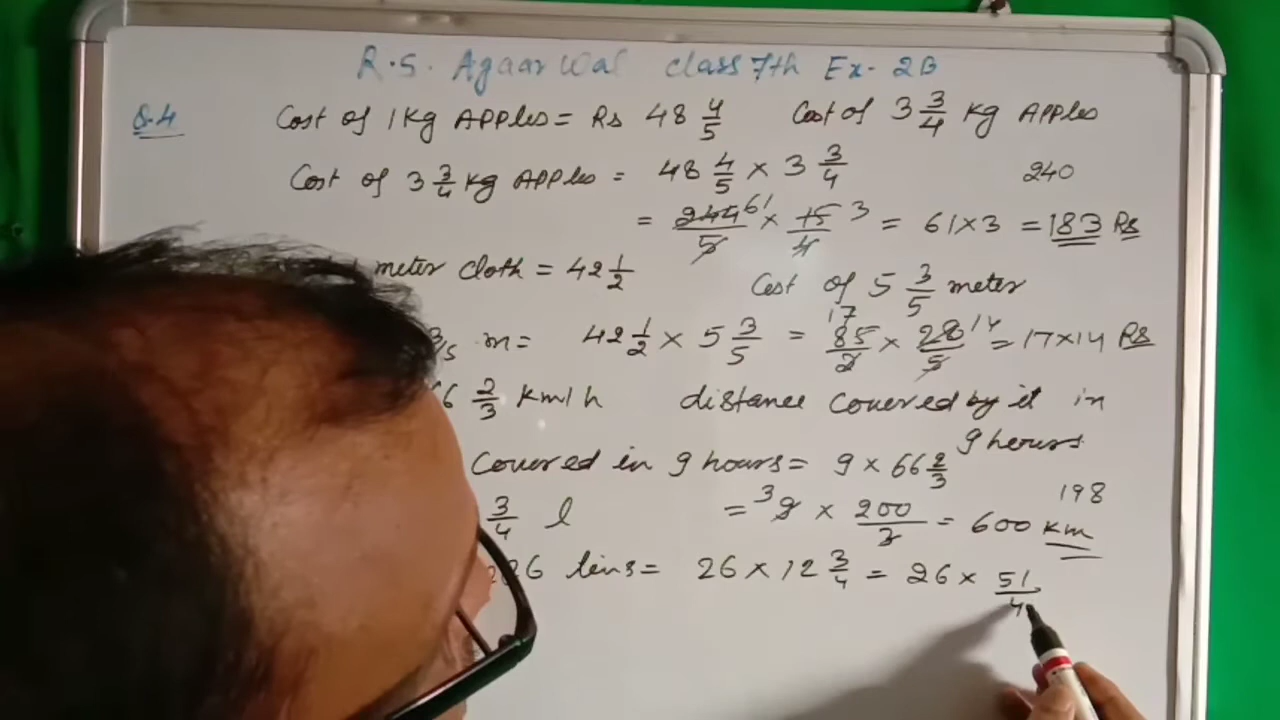 R.S. Agaarwal class 7th Ex- 2B
Q.4 Cost of 1 Kg APPles = Rs 48 4/5 Cost of 3 3/4 Kg APPles
Cost of 3 3/4 Kg APPles = 48 4/5 × 3 3/4 240
= 244/5 61 × 15/4 3 = 61 × 3 = 183 Rs
meter cloth = 42 1/2 Cost of 5 3/5 meter
3/5 m = 42 1/2 × 5 3/5 = 17 85/2 × 28/5 14 = 17 × 14 Rs
66 2/3 Km/h distance covered by it in
9 hours
Covered in 9 hours = 9 × 66 2/3
3/4 l = 3 9 × 200/3 = 600 Km 198
26 tins = 26 × 12 3/4 = 26 × 51/4